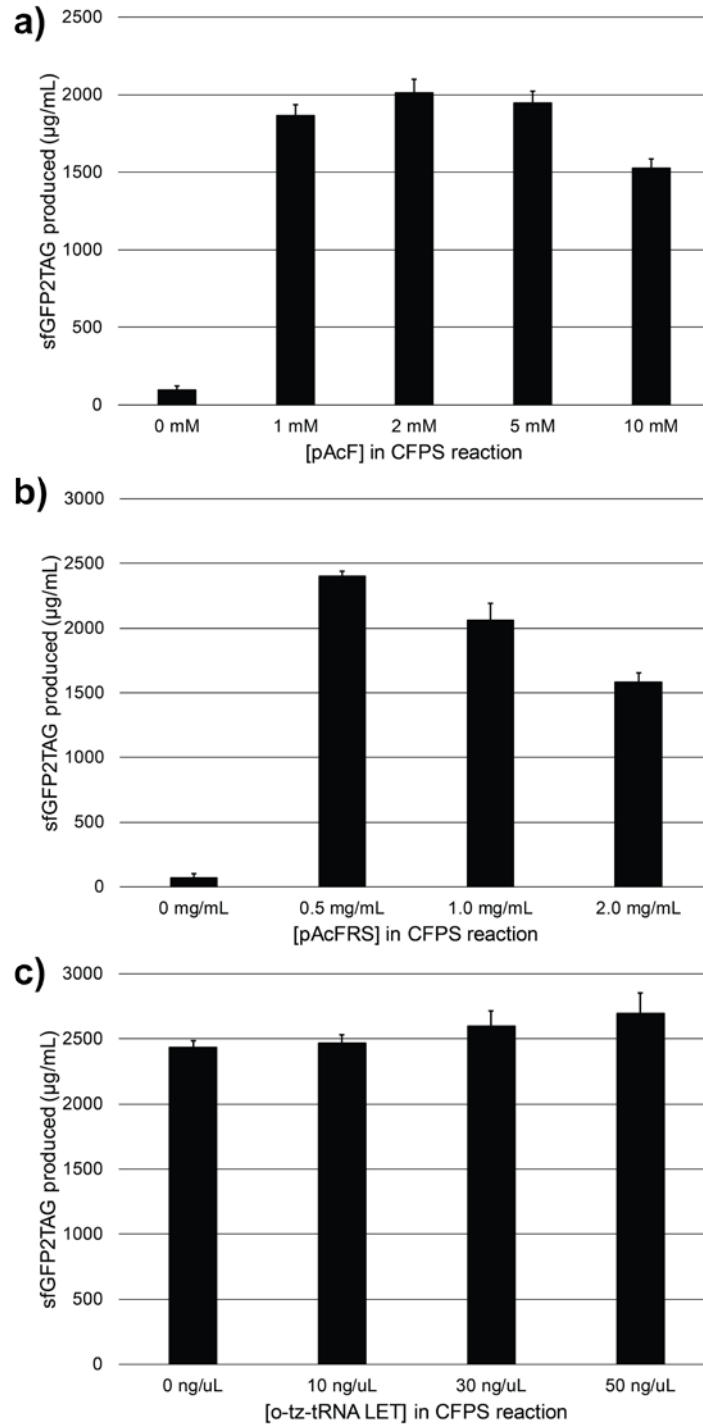 a)
2500
2000
1500
1000
500
0
sfGFP2TAG produced (µg/mL)
0 mM 1 mM 2 mM 5 mM 10 mM
[pAcF] in CFPS reaction
b)
3000
2500
2000
1500
1000
500
0
sfGFP2TAG produced (µg/mL)
0 mg/mL 0.5 mg/mL 1.0 mg/mL 2.0 mg/mL
[pAcFRS] in CFPS reaction
c)
3000
2500
2000
1500
1000
500
0
sfGFP2TAG produced (µg/mL)
0 ng/uL 10 ng/uL 30 ng/uL 50 ng/uL
[o-tz-tRNA LET] in CFPS reaction